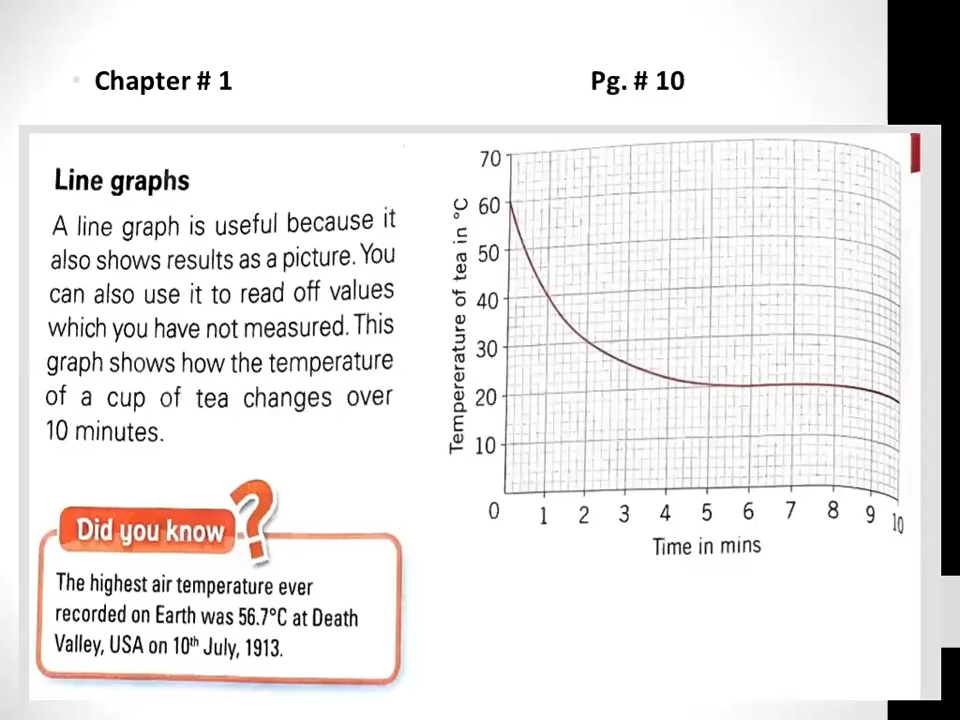 Chapter # 1
Pg. # 10
Line graphs
A line graph is useful because it
also shows results as a picture. You
can also use it to read off values
which you have not measured. This
graph shows how the temperature
of a cup of tea changes over
10 minutes.
Did you know ?
The highest air temperature ever
recorded on Earth was 56.7°C at Death
Valley, USA on 10th July, 1913.
Tempererature of tea in °C
70
60
50
40
30
20
10
0 1 2 3 4 5 6 7 8 9 10
Time in mins